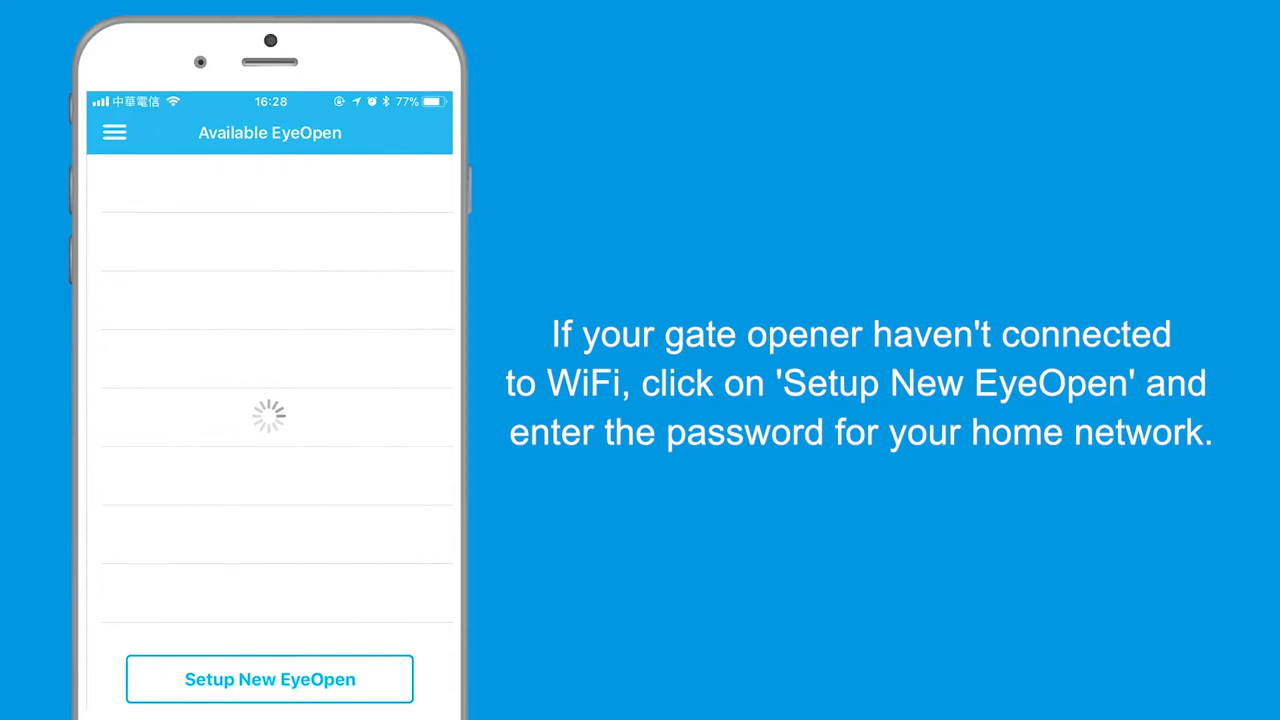 中華電信 16:28 77%
Available EyeOpen
If your gate opener haven't connected
to WiFi, click on 'Setup New EyeOpen' and
enter the password for your home network.
Setup New EyeOpen